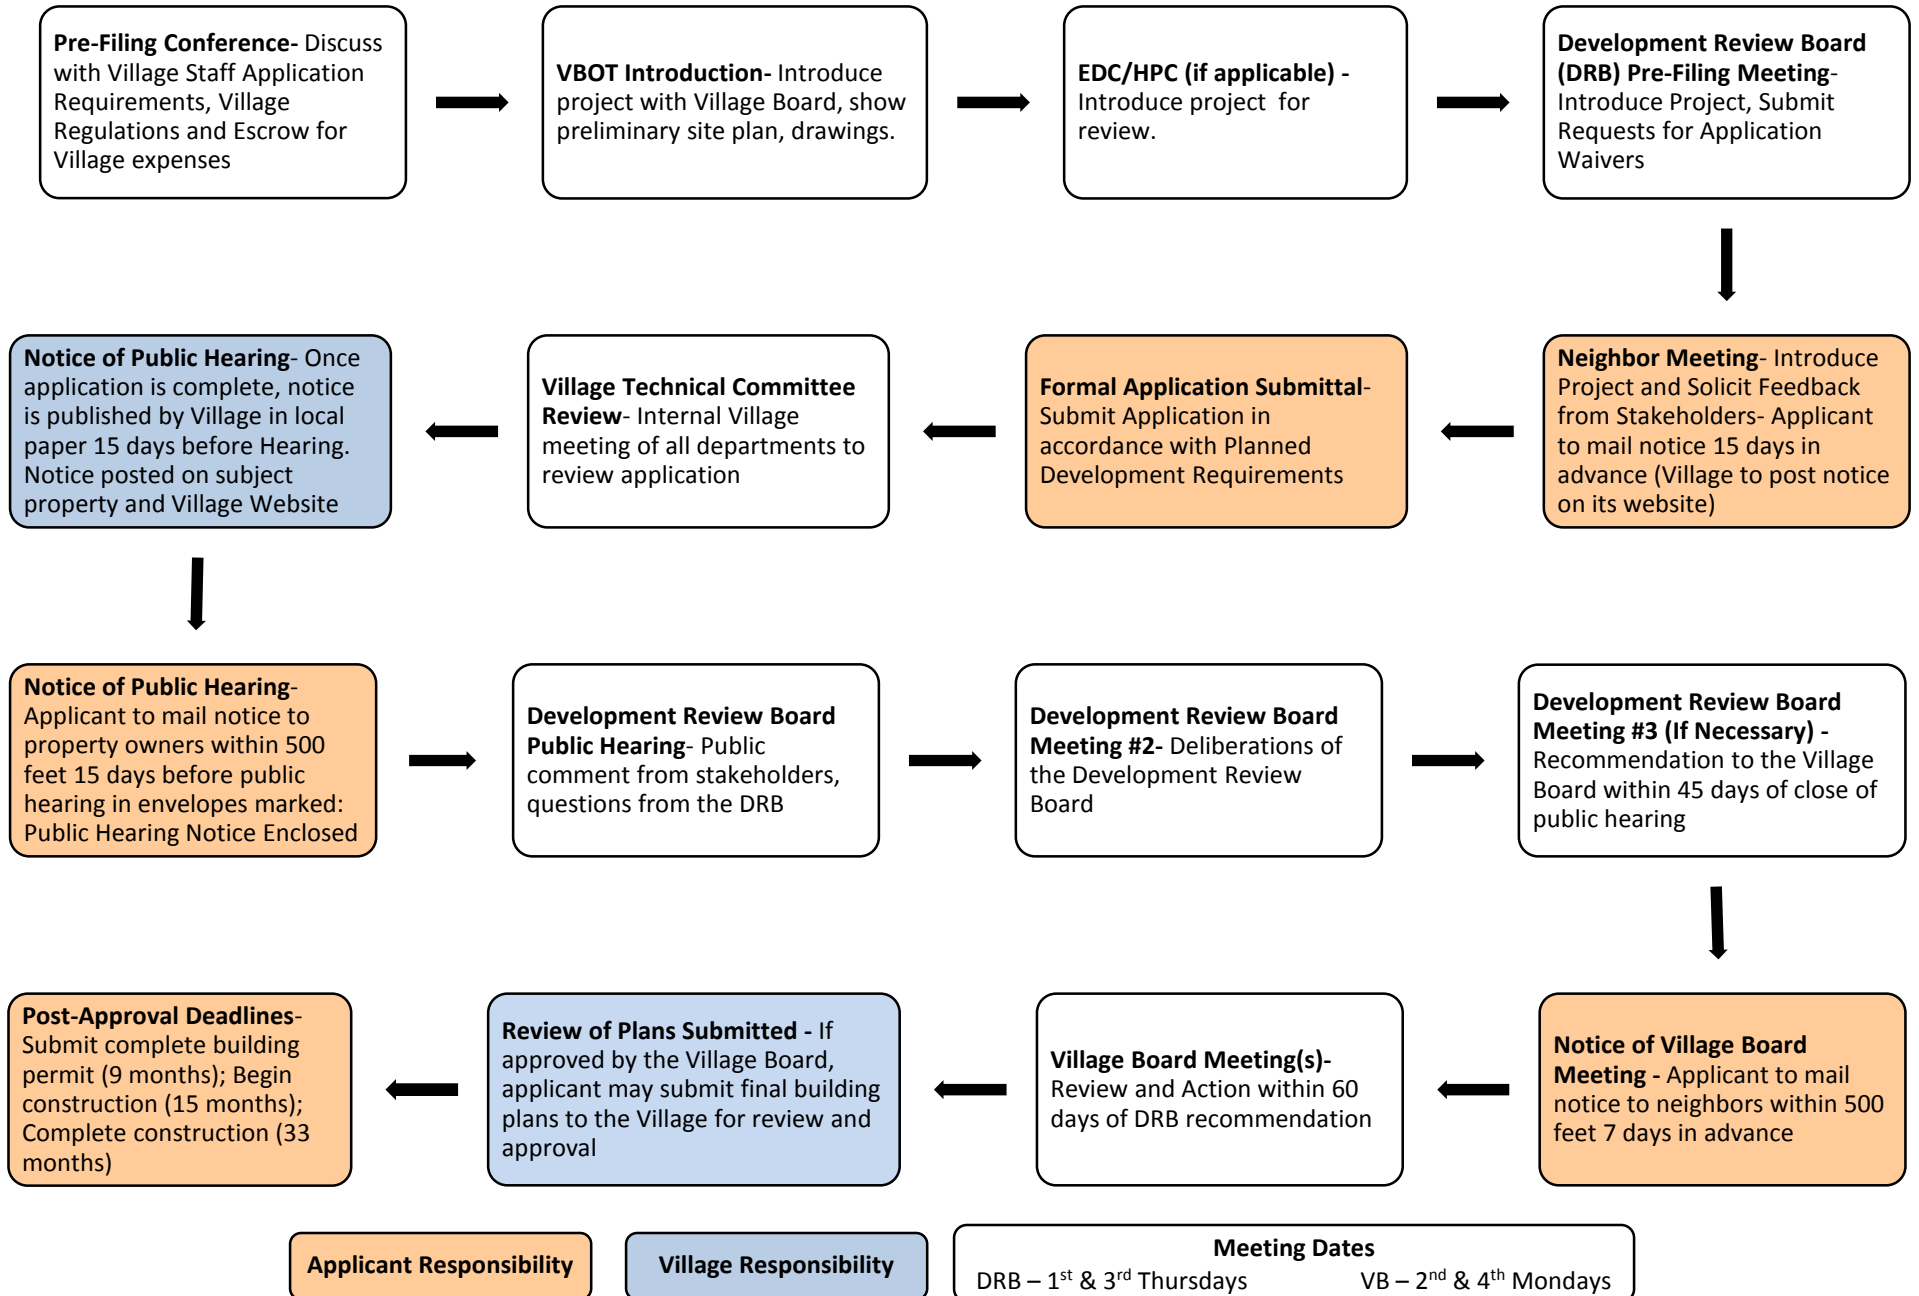 Pre-Filing Conference- Discuss
with Village Staff Application
Requirements, Village
Regulations and Escrow for
Village expenses
VBOT Introduction- Introduce
project with Village Board, show
preliminary site plan, drawings.
EDC/HPC (if applicable) -
Introduce project for
review.
Development Review Board
(DRB) Pre-Filing Meeting-
Introduce Project, Submit
Requests for Application
Waivers
Neighbor Meeting- Introduce
Project and Solicit Feedback
from Stakeholders- Applicant
to mail notice 15 days in
advance (Village to post notice
on its website)
Formal Application Submittal-
Submit Application in
accordance with Planned
Development Requirements
Village Technical Committee
Review- Internal Village
meeting of all departments to
review application
Notice of Public Hearing- Once
application is complete, notice
is published by Village in local
paper 15 days before Hearing.
Notice posted on subject
property and Village Website
Notice of Public Hearing-
Applicant to mail notice to
property owners within 500
feet 15 days before public
hearing in envelopes marked:
Public Hearing Notice Enclosed
Development Review Board
Public Hearing- Public
comment from stakeholders,
questions from the DRB
Development Review Board
Meeting #2- Deliberations of
the Development Review
Board
Development Review Board
Meeting #3 (If Necessary) -
Recommendation to the Village
Board within 45 days of close of
public hearing
Notice of Village Board
Meeting - Applicant to mail
notice to neighbors within 500
feet 7 days in advance
Village Board Meeting(s)-
Review and Action within 60
days of DRB recommendation
Review of Plans Submitted - If
approved by the Village Board,
applicant may submit final building
plans to the Village for review and
approval
Post-Approval Deadlines-
Submit complete building
permit (9 months); Begin
construction (15 months);
Complete construction (33
months)
Applicant Responsibility
Village Responsibility
Meeting Dates
DRB – 1st & 3rd Thursdays VB – 2nd & 4th Mondays